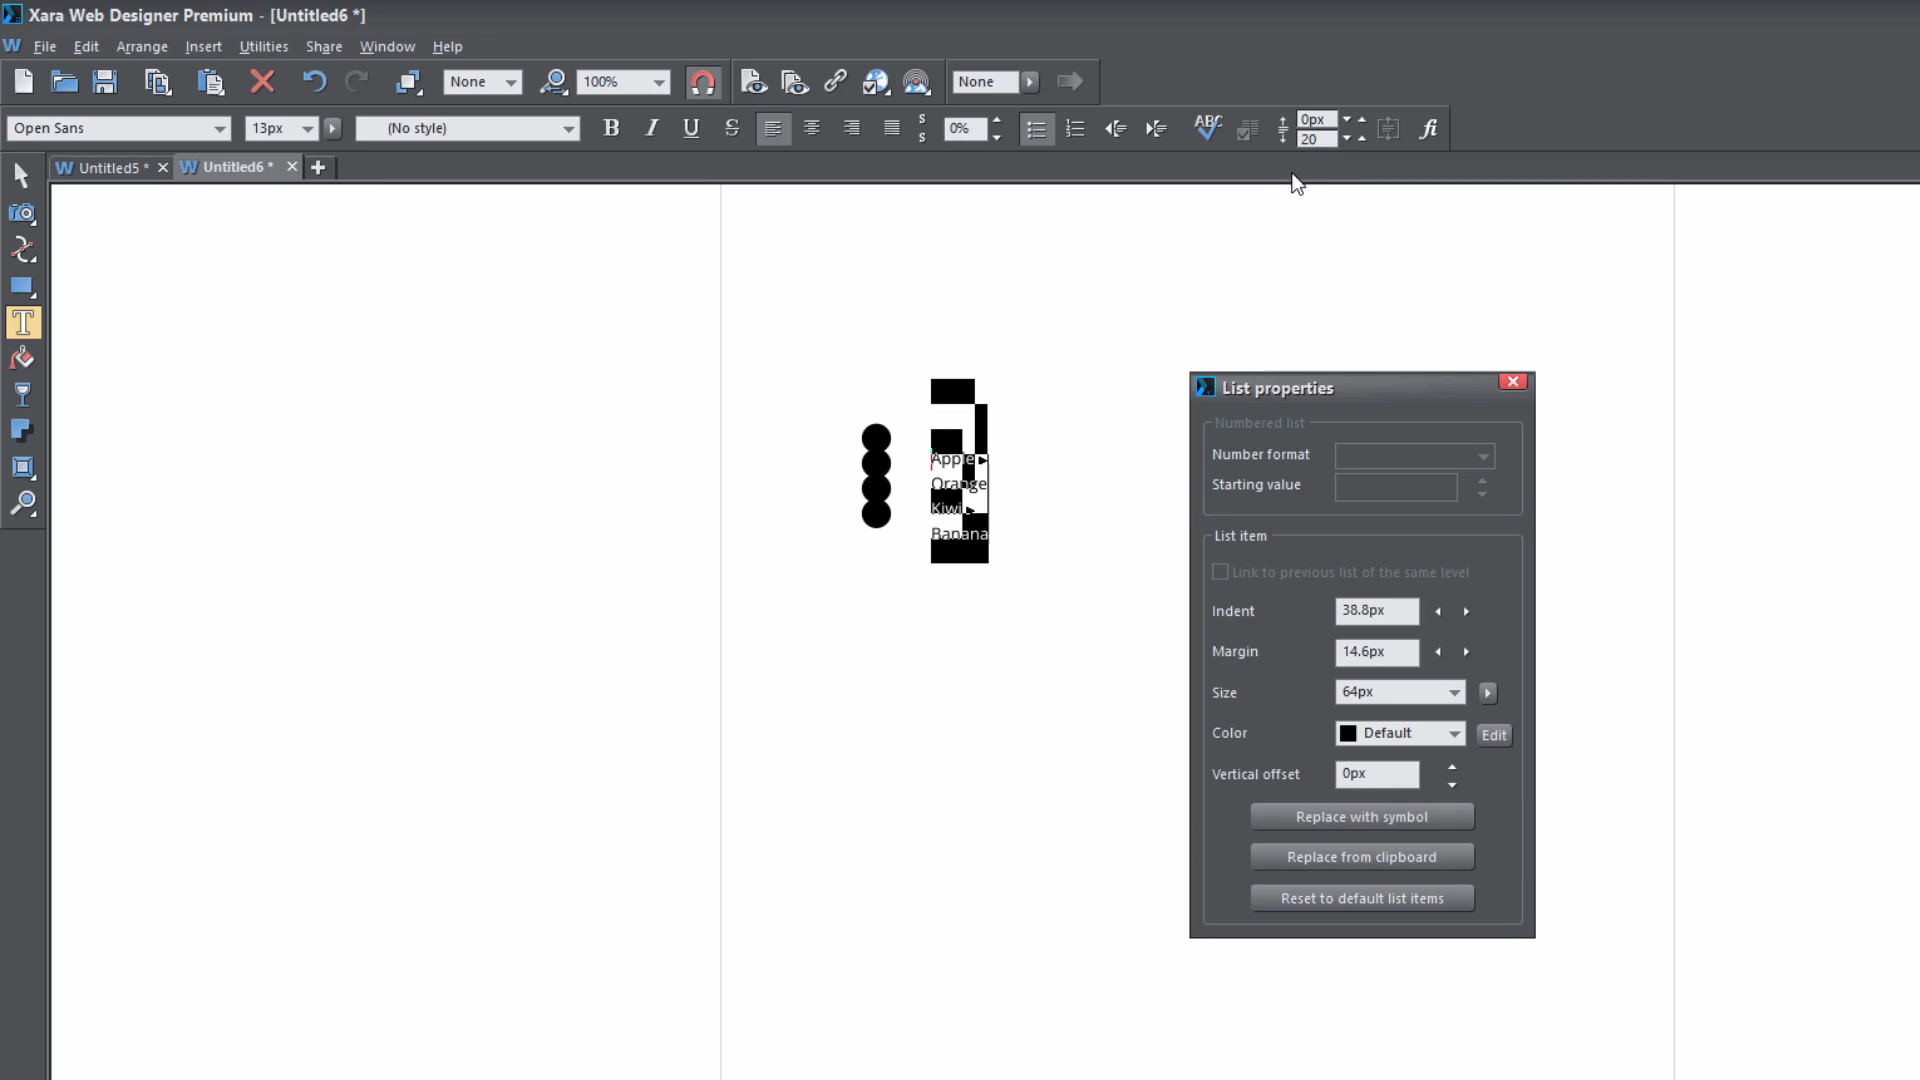 Xara Web Designer Premium - [Untitled6 *]
File Edit Arrange Insert Utilities Share Window Help
None 100% None
Open Sans 13px (No style) B I U S S S 0% ABC 0px fi
20
Untitled5 * Untitled6 *
List properties
Numbered list
Number format
Starting value
Apple
Orange
Kiwi
Banana
List item
Link to previous list of the same level
Indent 38.8px
Margin 14.6px
Size 64px
Color Default Edit
Vertical offset 0px
Replace with symbol
Replace from clipboard
Reset to default list items